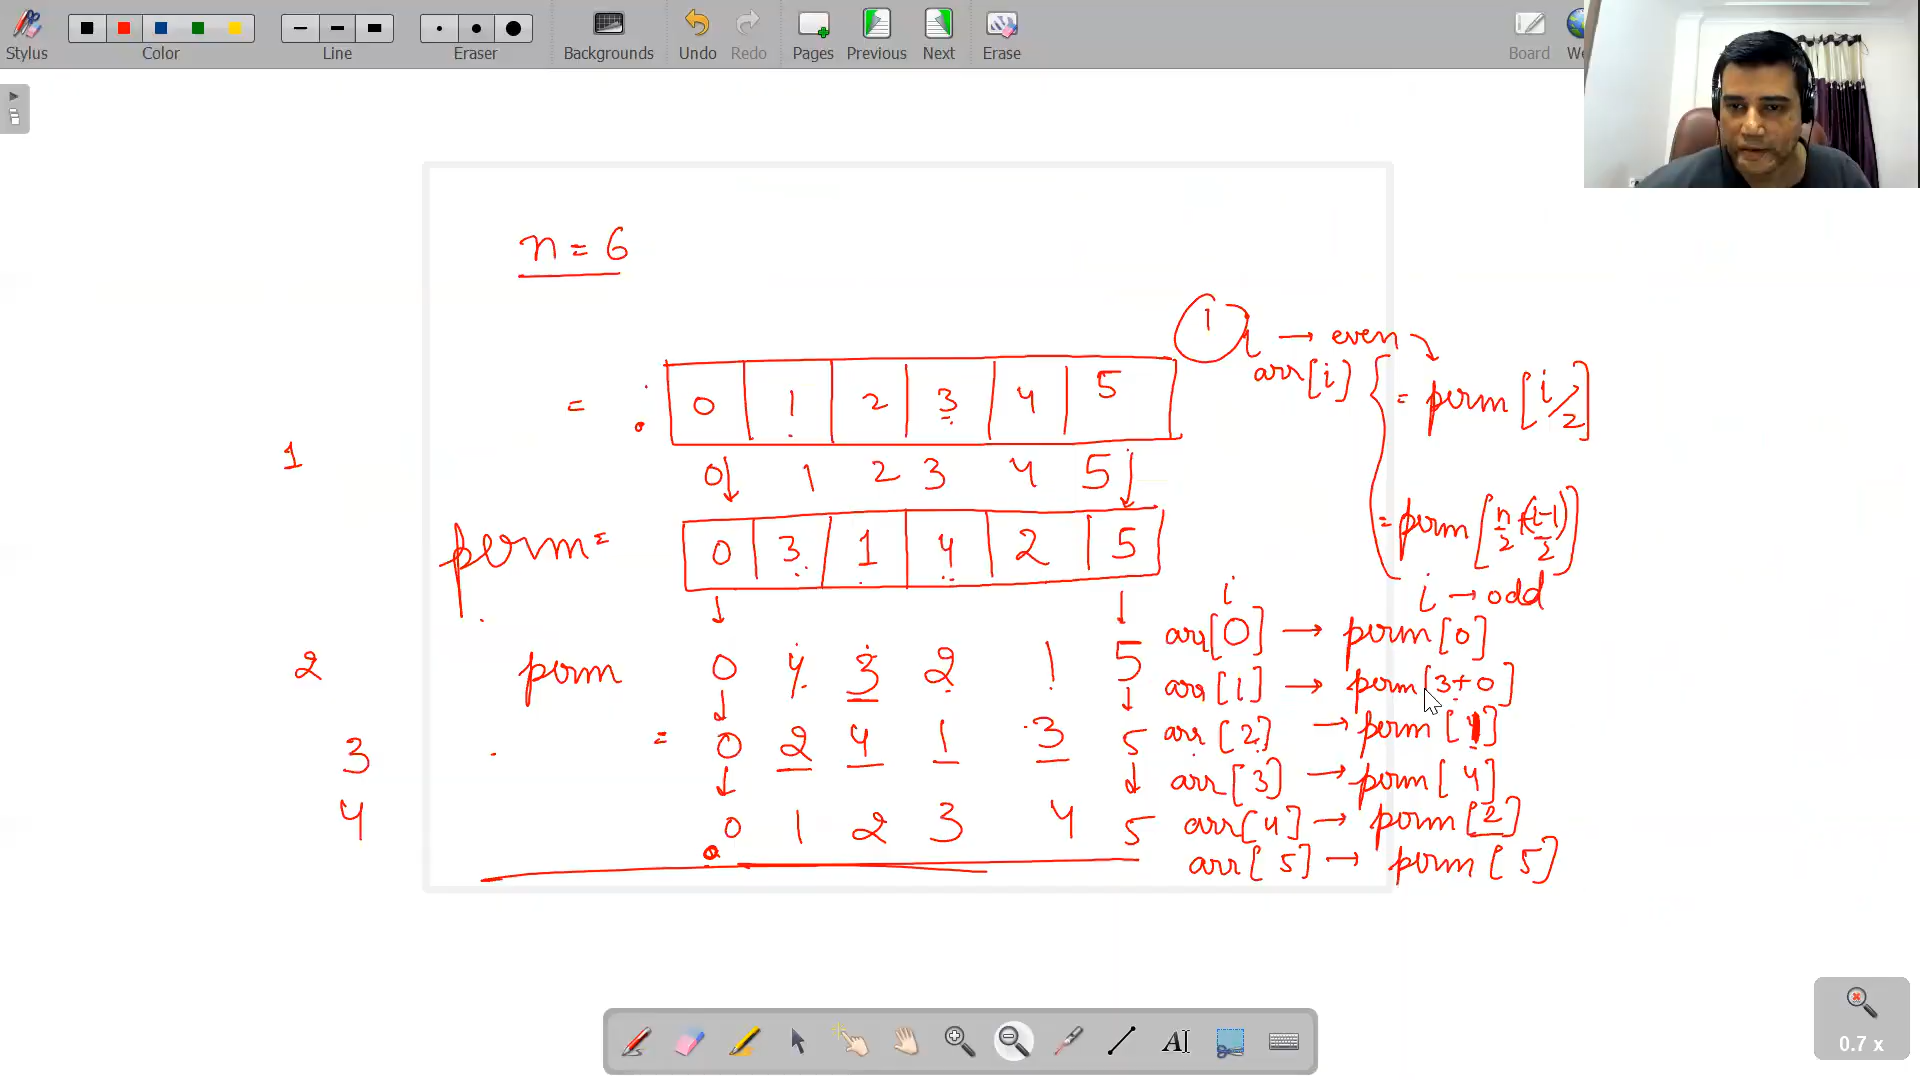 Stylus Color Line Eraser Backgrounds Undo Redo Pages Previous Next Erase Board
n = 6
1 i → even
arr[i] = perm[i/2]
= 0 1 2 3 4 5
1 0 1 2 3 4 5
= perm[n/2 + (i-1)/2]
perm = 0 3 1 4 2 5
i i → odd
arr[0] → perm[0]
2 perm 0 4 3 2 1 5
arr[1] → perm[3+0]
3 = 0 2 4 1 3 5
arr[2] → perm[1]
arr[3] → perm[4]
4 0 1 2 3 4 5
arr[4] → perm[2]
arr[5] → perm[5]
0.7 x